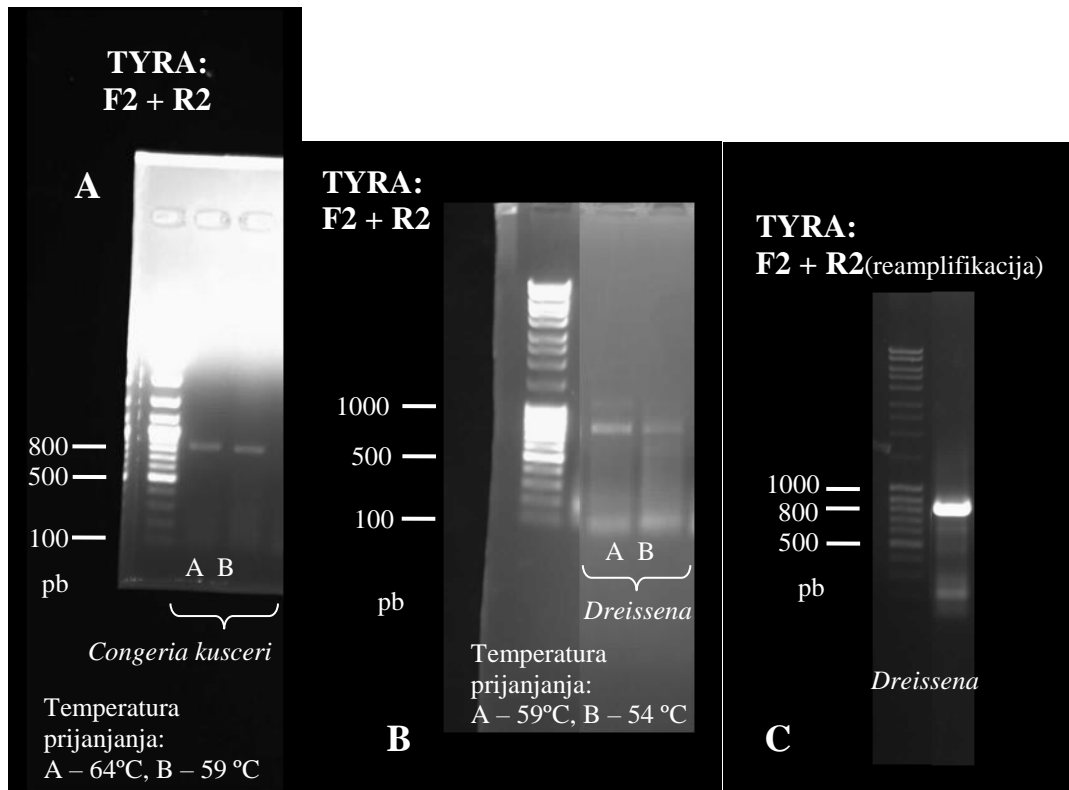 TYRA:
F2 + R2
A
800
500
100
pb
A B
Congeria kusceri
Temperatura
prijanjanja:
A – 64ºC, B – 59 ºC
TYRA:
F2 + R2
1000
500
100
pb
A B
Dreissena
Temperatura
prijanjanja:
A – 59ºC, B – 54 ºC
B
TYRA:
F2 + R2(reamplifikacija)
1000
800
500
pb
Dreissena
C